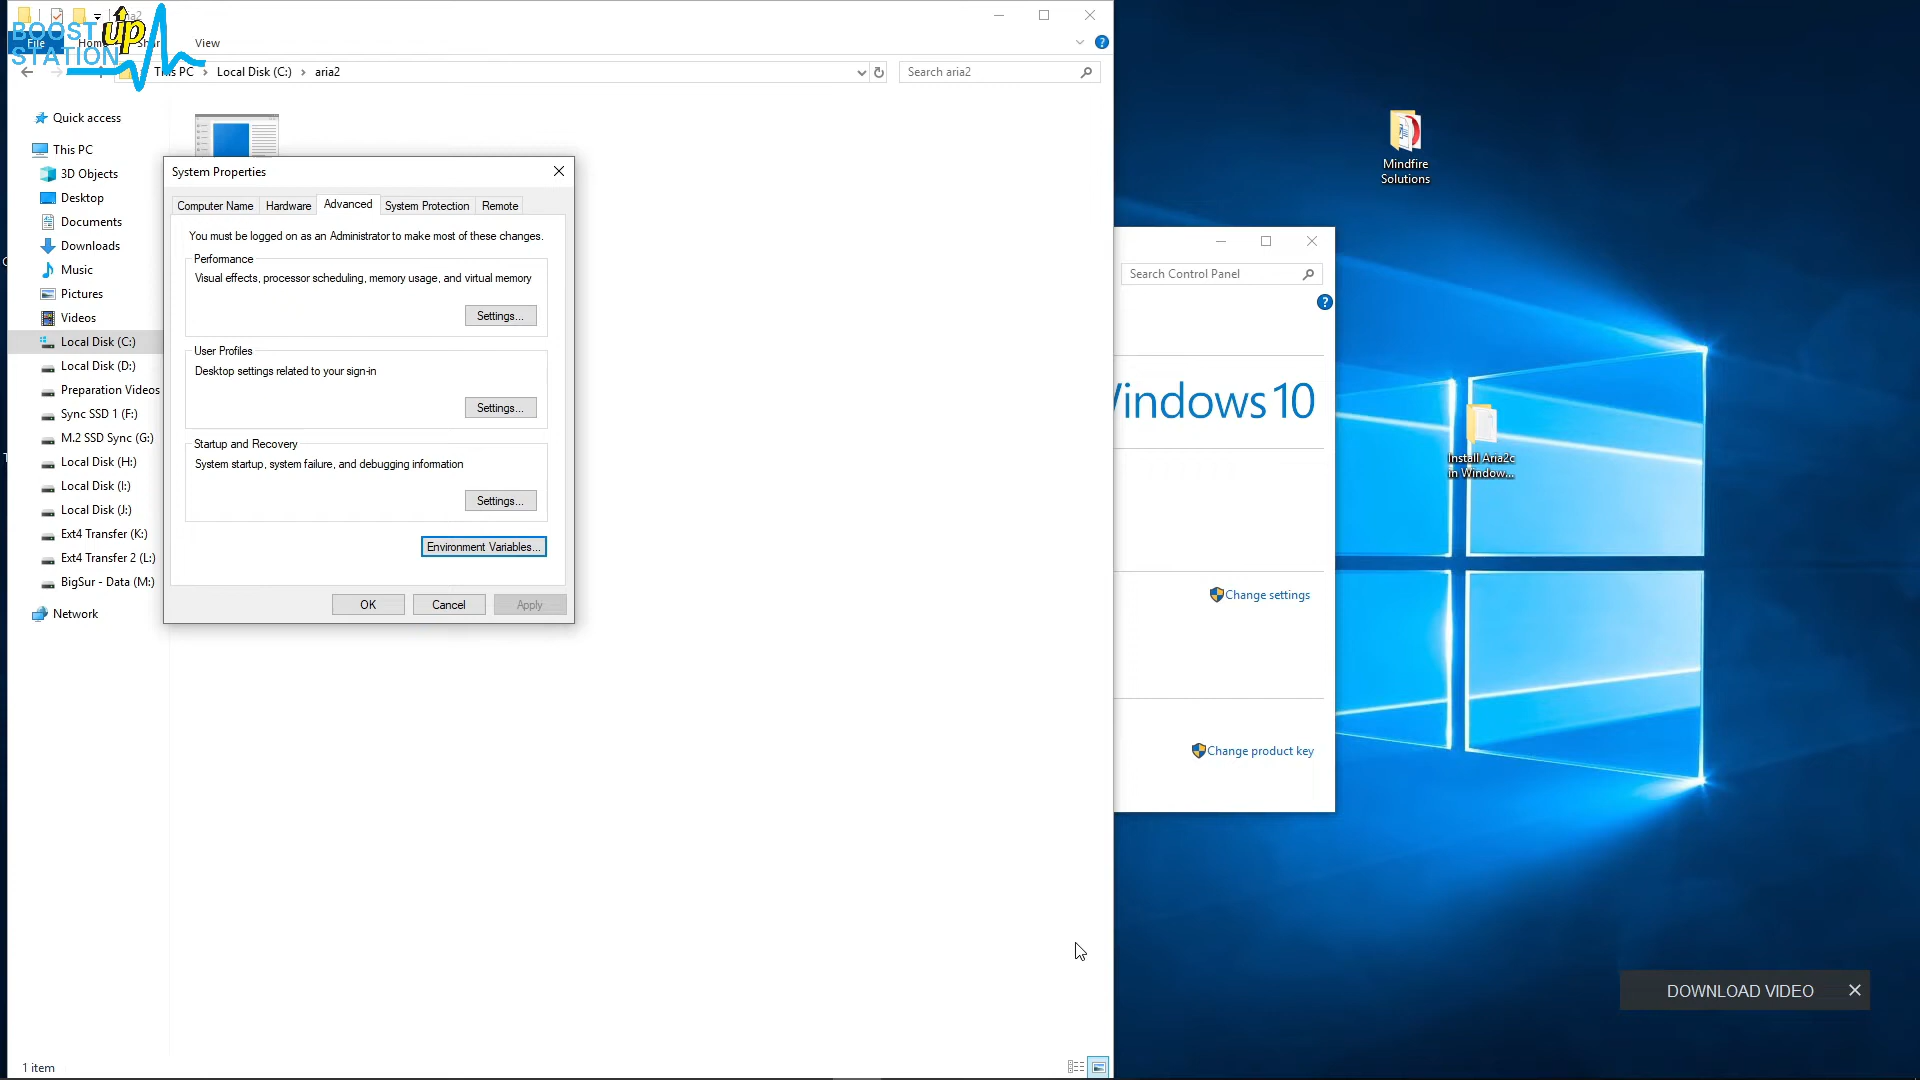 BOOST up
STATION
File
Home
View
This PC
Local Disk (C:)
aria2
Search aria2
Quick access
This PC
3D Objects
Desktop
Documents
Downloads
Music
Pictures
Videos
Local Disk (C:)
Local Disk (D:)
Preparation Videos
Sync SSD 1 (F:)
M.2 SSD Sync (G:)
Local Disk (H:)
Local Disk (I:)
Local Disk (J:)
Ext4 Transfer (K:)
Ext4 Transfer 2 (L:)
BigSur - Data (M:)
Network
1 item
System Properties
Computer Name
Hardware
Advanced
System Protection
Remote
You must be logged on as an Administrator to make most of these changes.
Performance
Visual effects, processor scheduling, memory usage, and virtual memory
Settings...
User Profiles
Desktop settings related to your sign-in
Settings...
Startup and Recovery
System startup, system failure, and debugging information
Settings...
Environment Variables...
OK
Cancel
Apply
Search Control Panel
Windows 10
Change settings
Change product key
Mindfire
Solutions
Install Aria2c
in Window...
DOWNLOAD VIDEO